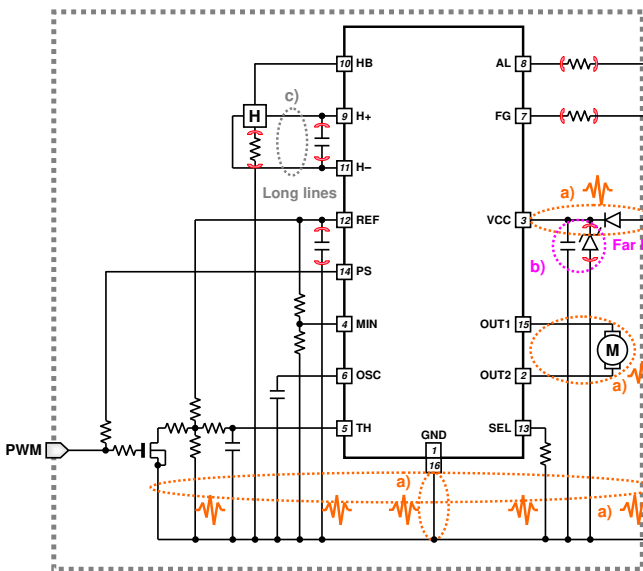 10 HB
AL 8
c)
H
9 H+
FG 7
11 H−
Long lines
a)
12 REF
VCC 3
Far
b)
14 PS
4 MIN
OUT1 15
M
6 OSC
OUT2 2
a)
5 TH
SEL 13
GND
PWM
1
16
a)
a)